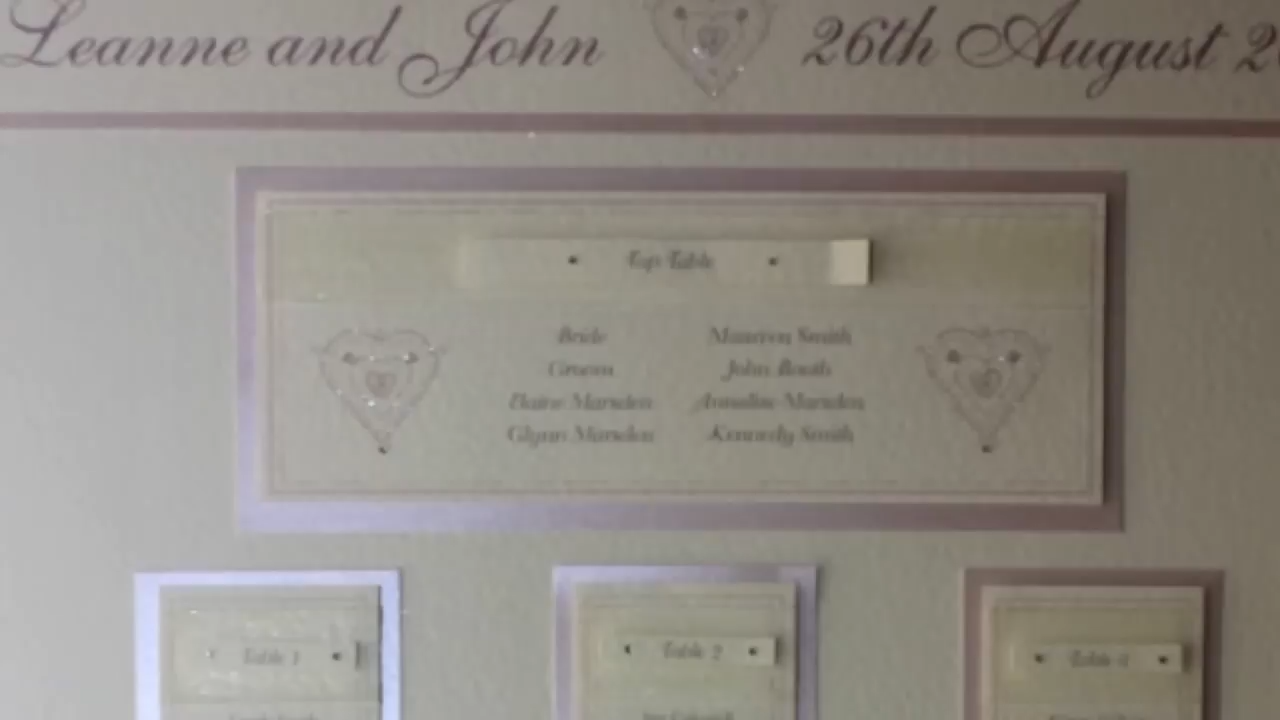 Leanne and John 26th August
Top Table
Bride Maureen Smith
Groom John Booth
Elaine Marsden Annalise Marsden
Glynn Marsden Kennedy Smith
Table 1 Table 2 Table